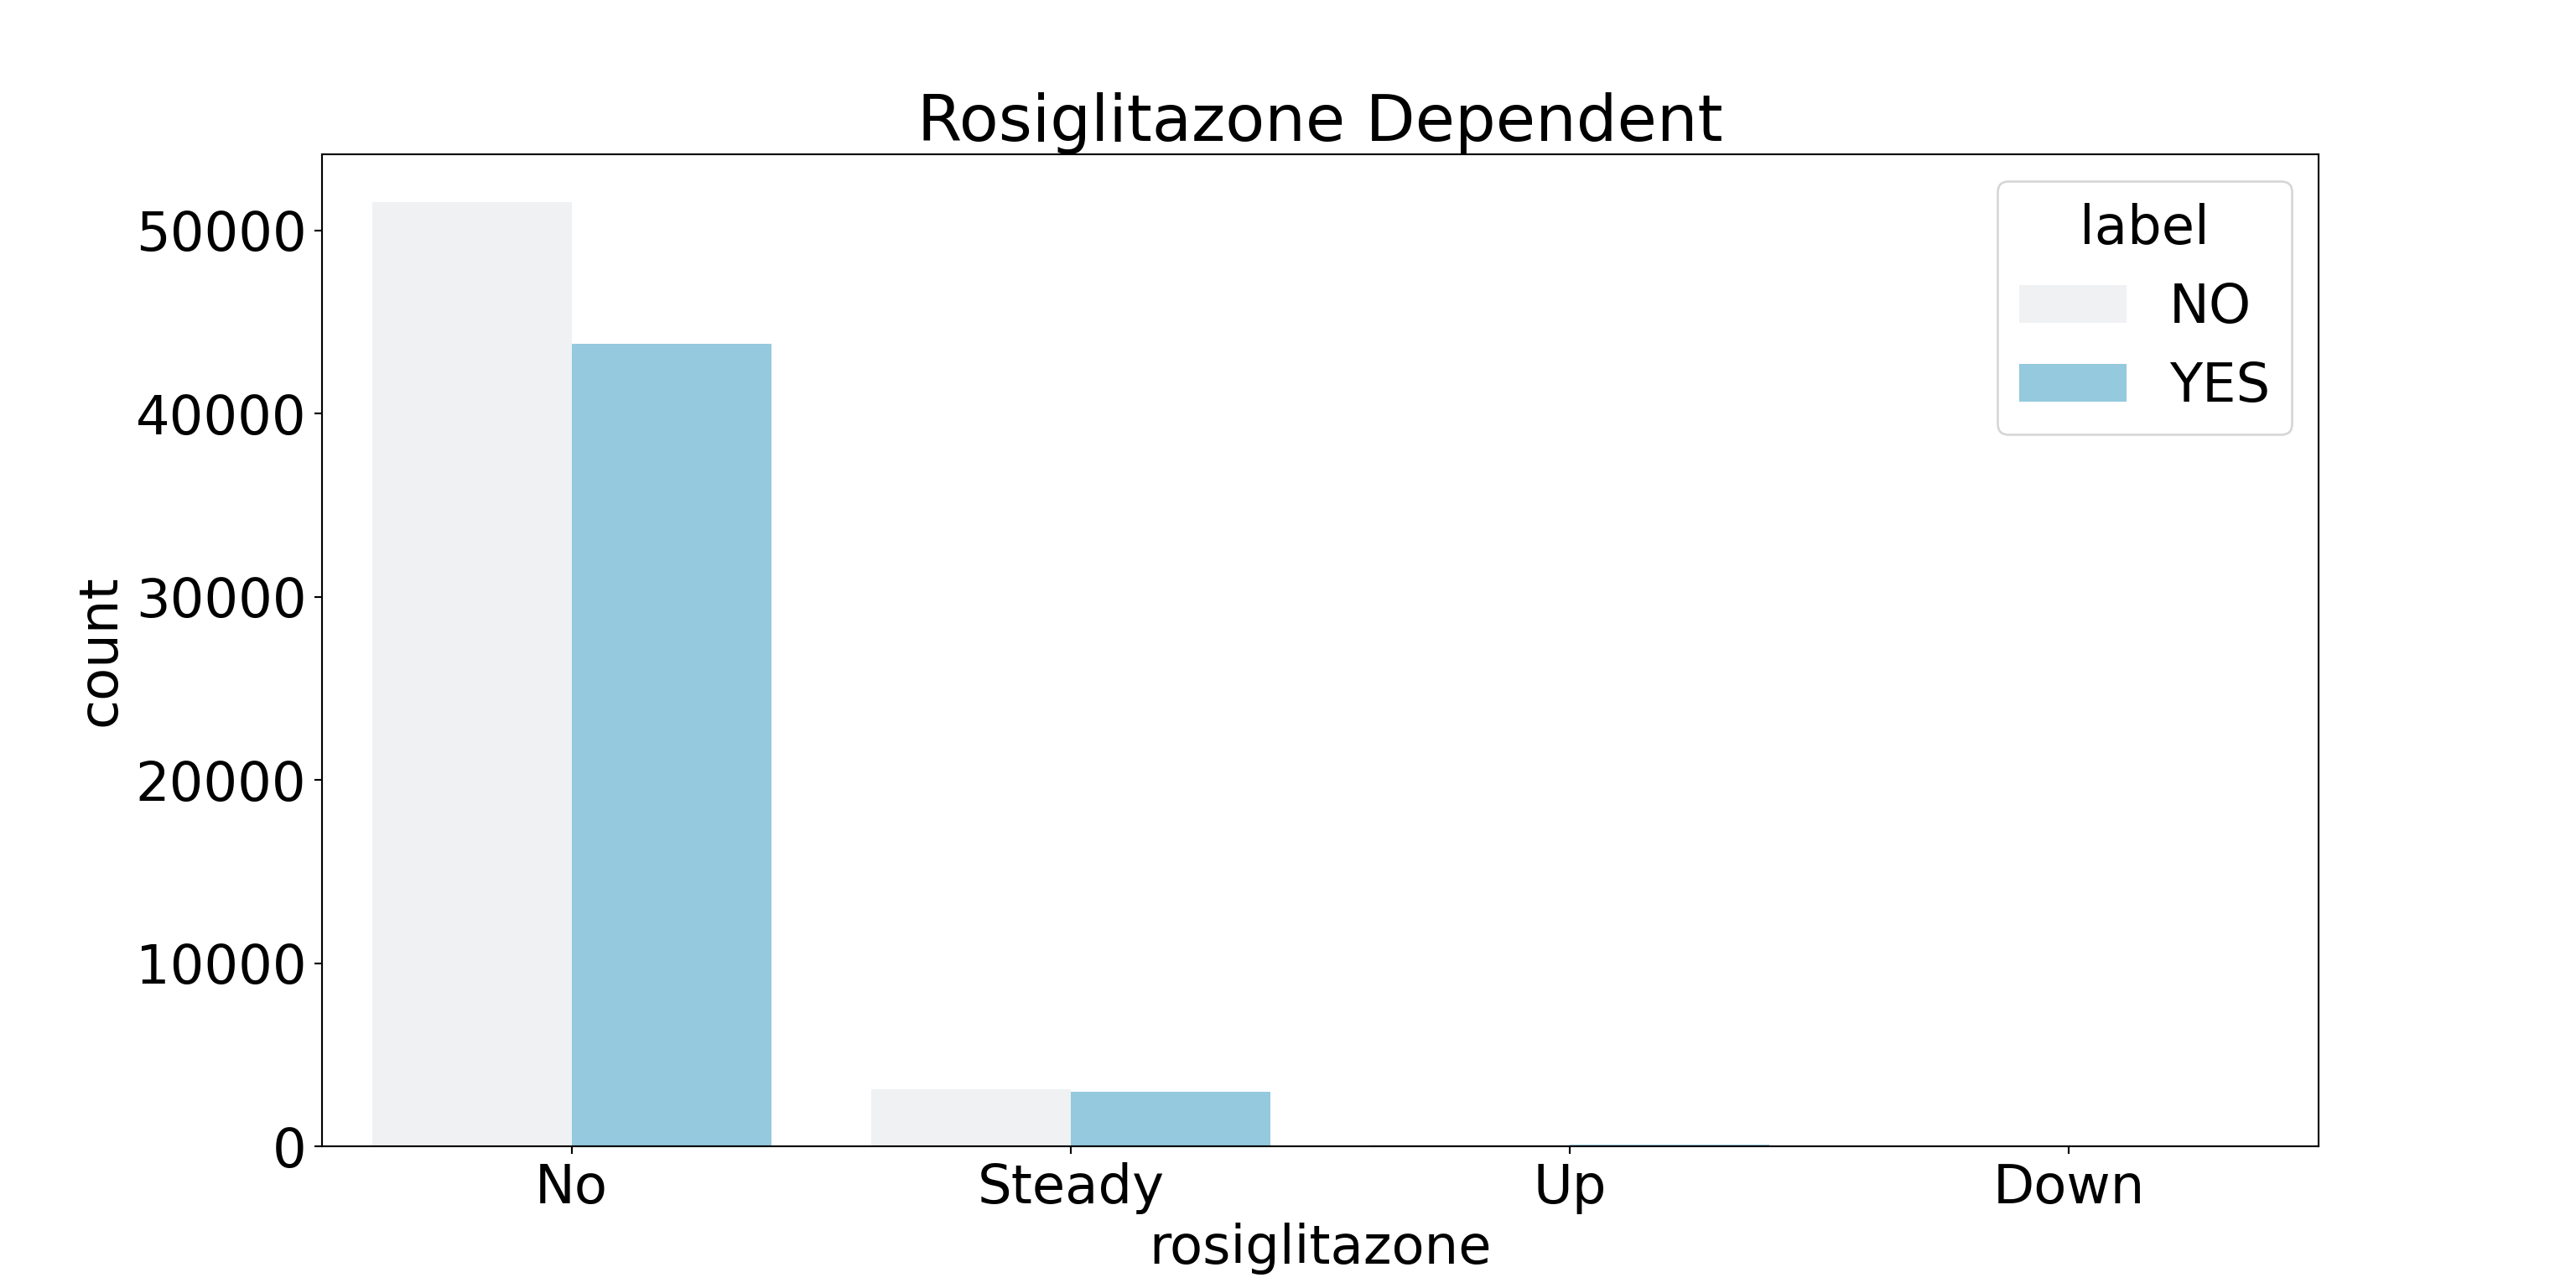 Rosiglitazone Dependent
label
NO
YES
50000
40000
30000
20000
10000
0
count
No Steady Up Down
rosiglitazone